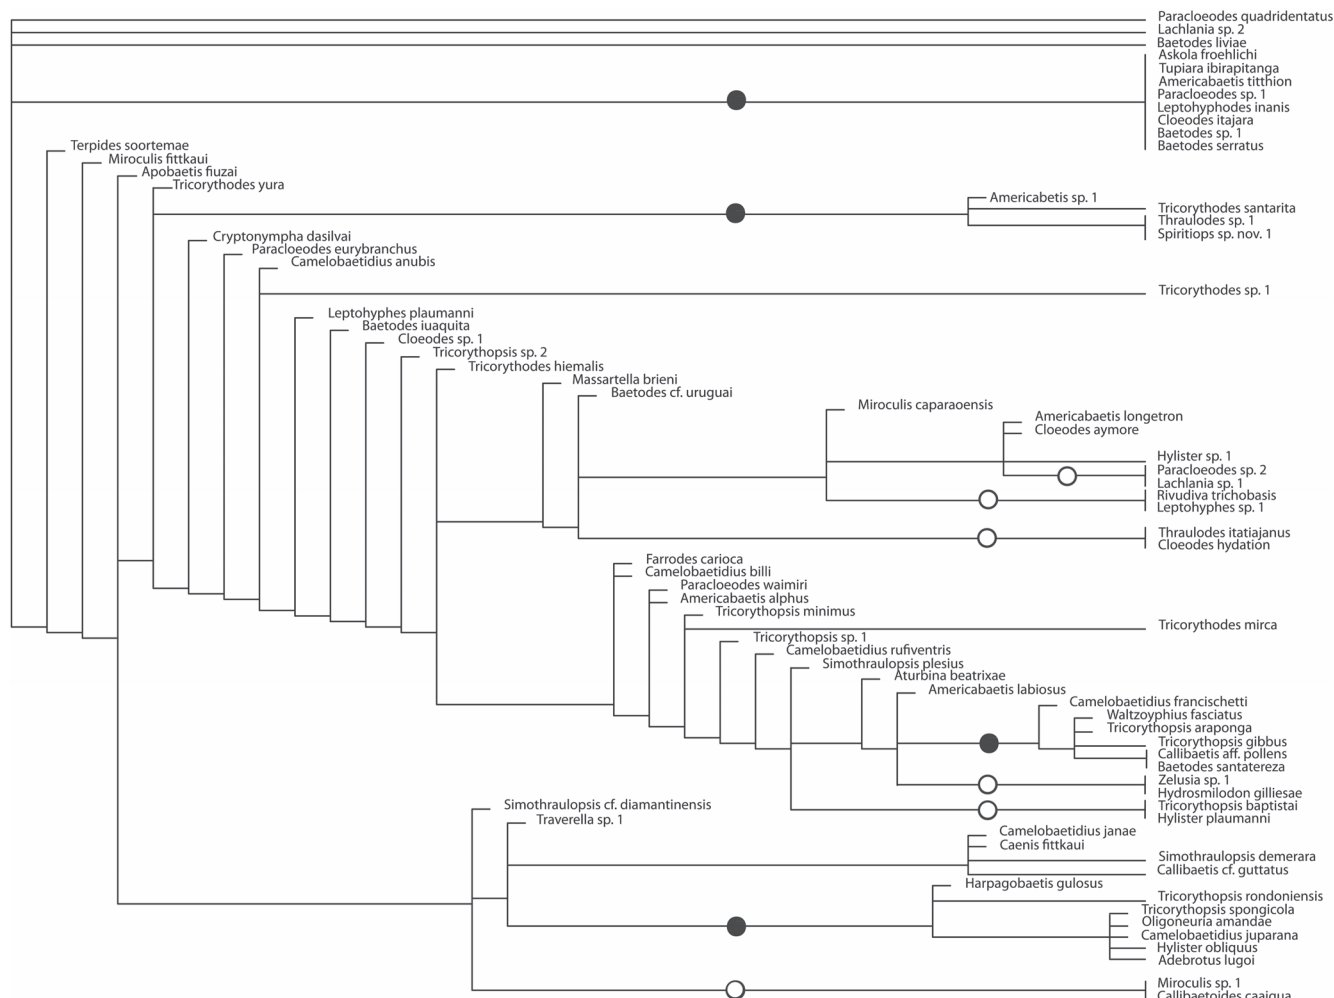 Paracloeodes quadridentatus
Lachlania sp. 2
Baetodes liviae
Askola froehlichi
Tupiara ibirapitanga
Americabaetis titthion
Paracloeodes sp. 1
Leptohyphodes inanis
Cloeodes itajara
Baetodes sp. 1
Baetodes serratus
Terpides soortemae
Miroculis fittkaui
Apobaetis fiuzai
Tricorythodes yura
Americabetis sp. 1
Tricorythodes santarita
Thraulodes sp. 1
Spiritiops sp. nov. 1
Cryptonympha dasilvai
Paracloeodes eurybranchus
Camelobaetidius anubis
Tricorythodes sp. 1
Leptohyphes plaumanni
Baetodes iuaquita
Cloeodes sp. 1
Tricorythopsis sp. 2
Tricorythodes hiemalis
Massartella brieni
Baetodes cf. uruguai
Miroculis caparaoensis
Americabaetis longetron
Cloeodes aymore
Hylister sp. 1
Paracloeodes sp. 2
Lachlania sp. 1
Rivudiva trichobasis
Leptohyphes sp. 1
Thraulodes itatiajanus
Cloeodes hydation
Farrodes carioca
Camelobaetidius billi
Paracloeodes waimiri
Americabaetis alphus
Tricorythopsis minimus
Tricorythodes mirca
Tricorythopsis sp. 1
Camelobaetidius rufiventris
Simothraulopsis plesius
Aturbina beatrixae
Americabaetis labiosus
Camelobaetidius francischetti
Waltzoyphius fasciatus
Tricorythopsis araponga
Tricorythopsis gibbus
Callibaetis aff. pollens
Baetodes santatereza
Zelusia sp. 1
Hydrosmilodon gilliesae
Tricorythopsis baptistai
Hylister plaumanni
Simothraulopsis cf. diamantinensis
Traverella sp. 1
Camelobaetidius janae
Caenis fittkaui
Simothraulopsis demerara
Callibaetis cf. guttatus
Harpagobaetis gulosus
Tricorythopsis rondoniensis
Tricorythopsis spongicola
Oligoneuria amandae
Camelobaetidius juparana
Hylister obliquus
Adebrotus lugoi
Miroculis sp. 1
Callibaetoides caaigua